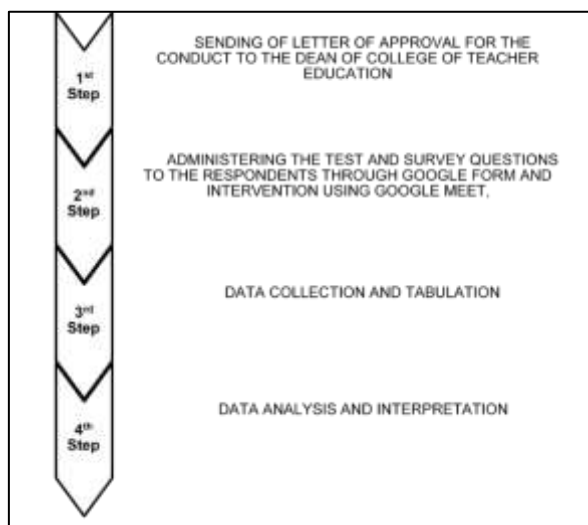 1st
Step
SENDING OF LETTER OF APPROVAL FOR THE
CONDUCT TO THE DEAN OF COLLEGE OF TEACHER
EDUCATION
2nd
Step
ADMINISTERING THE TEST AND SURVEY QUESTIONS
TO THE RESPONDENTS THROUGH GOOGLE FORM AND
INTERVENTION USING GOOGLE MEET.
3rd
Step
DATA COLLECTION AND TABULATION
4th
Step
DATA ANALYSIS AND INTERPRETATION